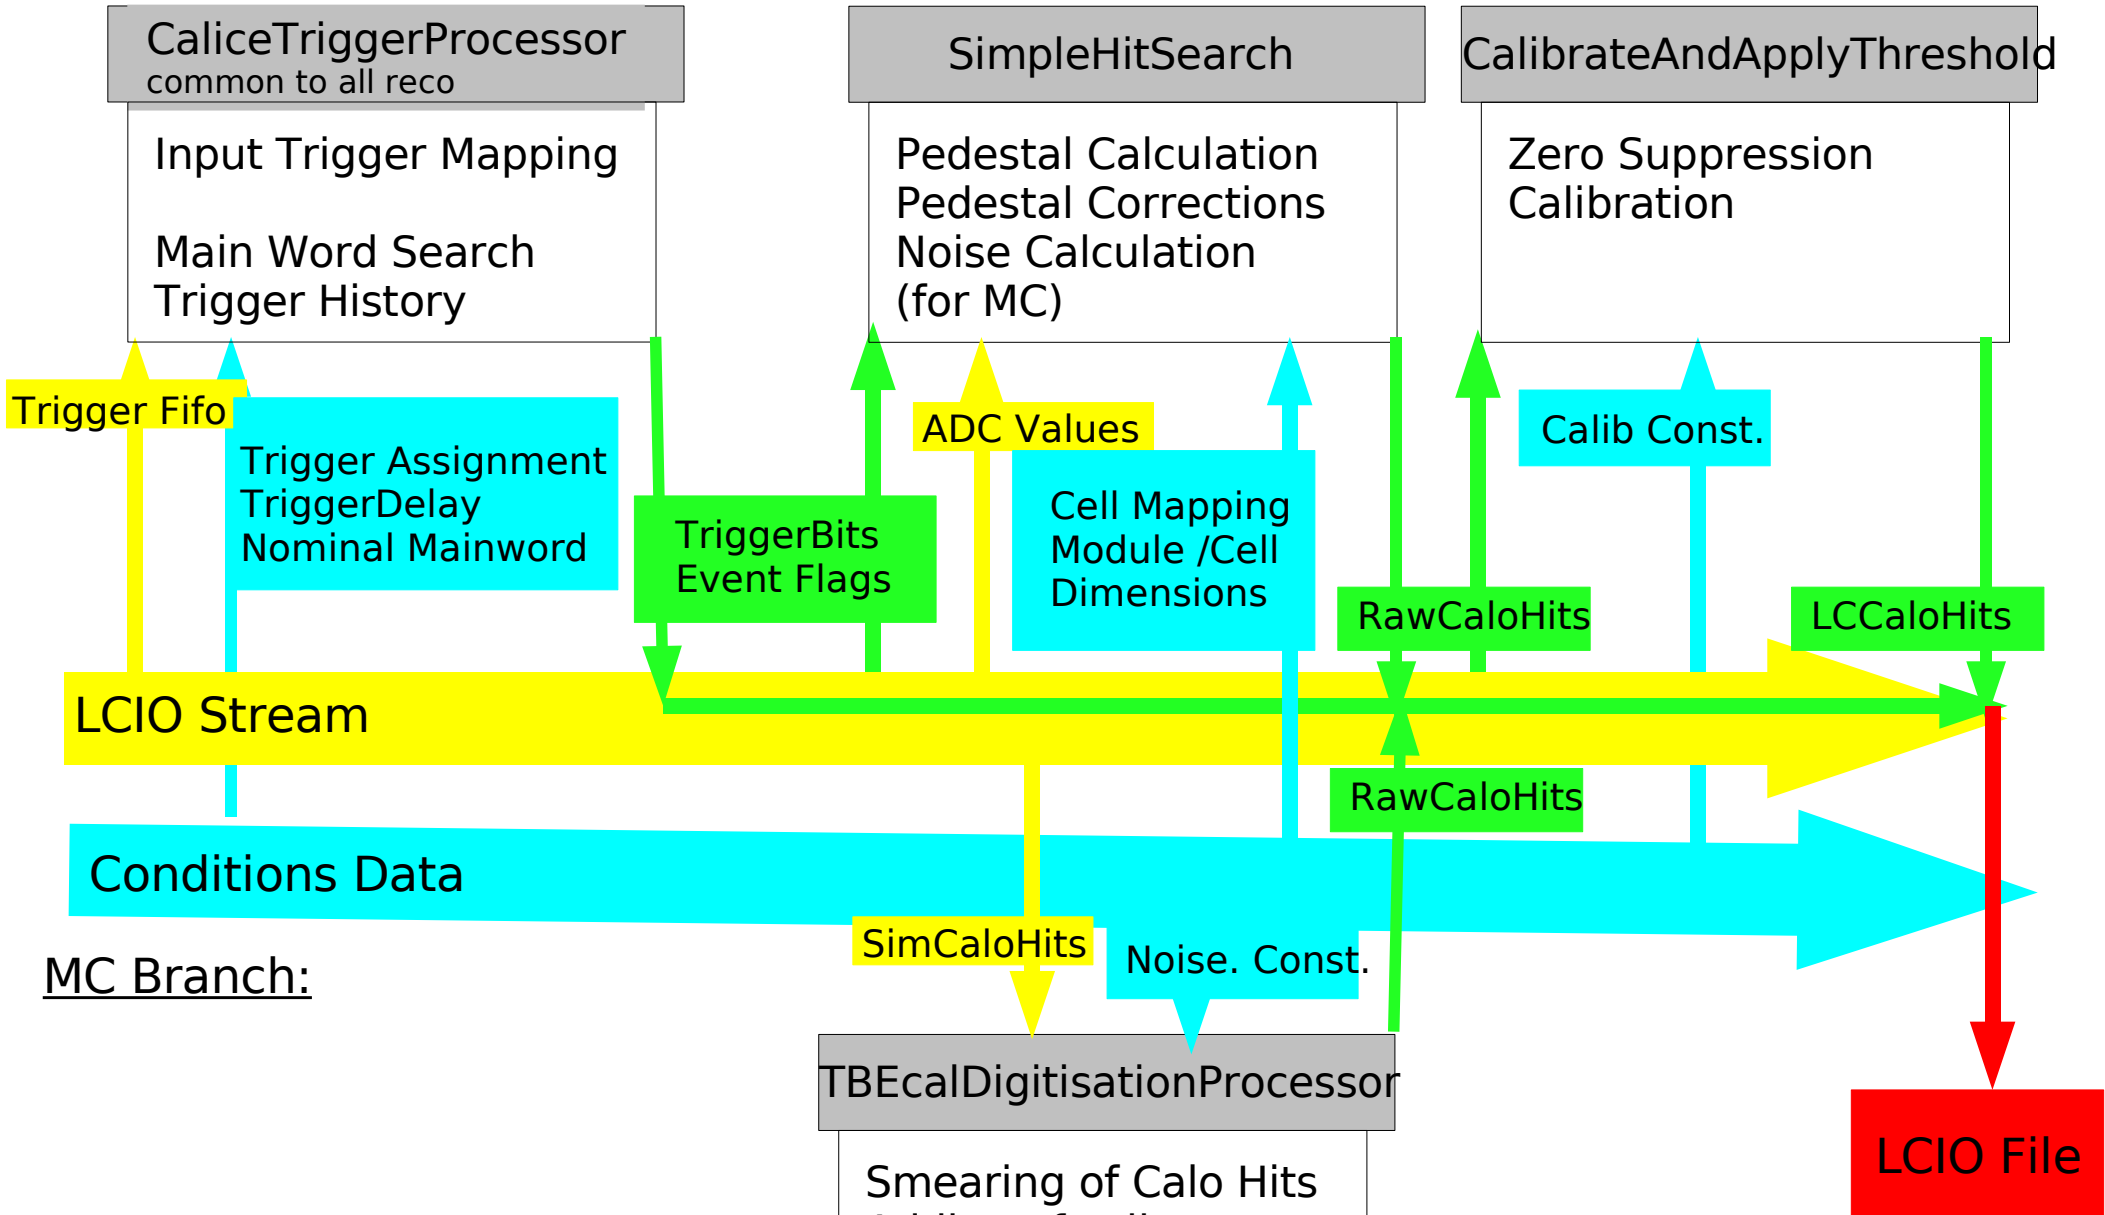 CaliceTriggerProcessor
common to all reco
Input Trigger Mapping
Main Word Search
Trigger History
SimpleHitSearch
Pedestal Calculation
Pedestal Corrections
Noise Calculation
(for MC)
CalibrateAndApplyThreshold
Zero Suppression
Calibration
Trigger Fifo
Trigger Assignment
TriggerDelay
Nominal Mainword
TriggerBits
Event Flags
ADC Values
Cell Mapping
Module /Cell
Dimensions
RawCaloHits
Calib Const.
LCCaloHits
LCIO Stream
RawCaloHits
Conditions Data
SimCaloHits
Noise. Const.
MC Branch:
TBEcalDigitisationProcessor
Smearing of Calo Hits
LCIO File